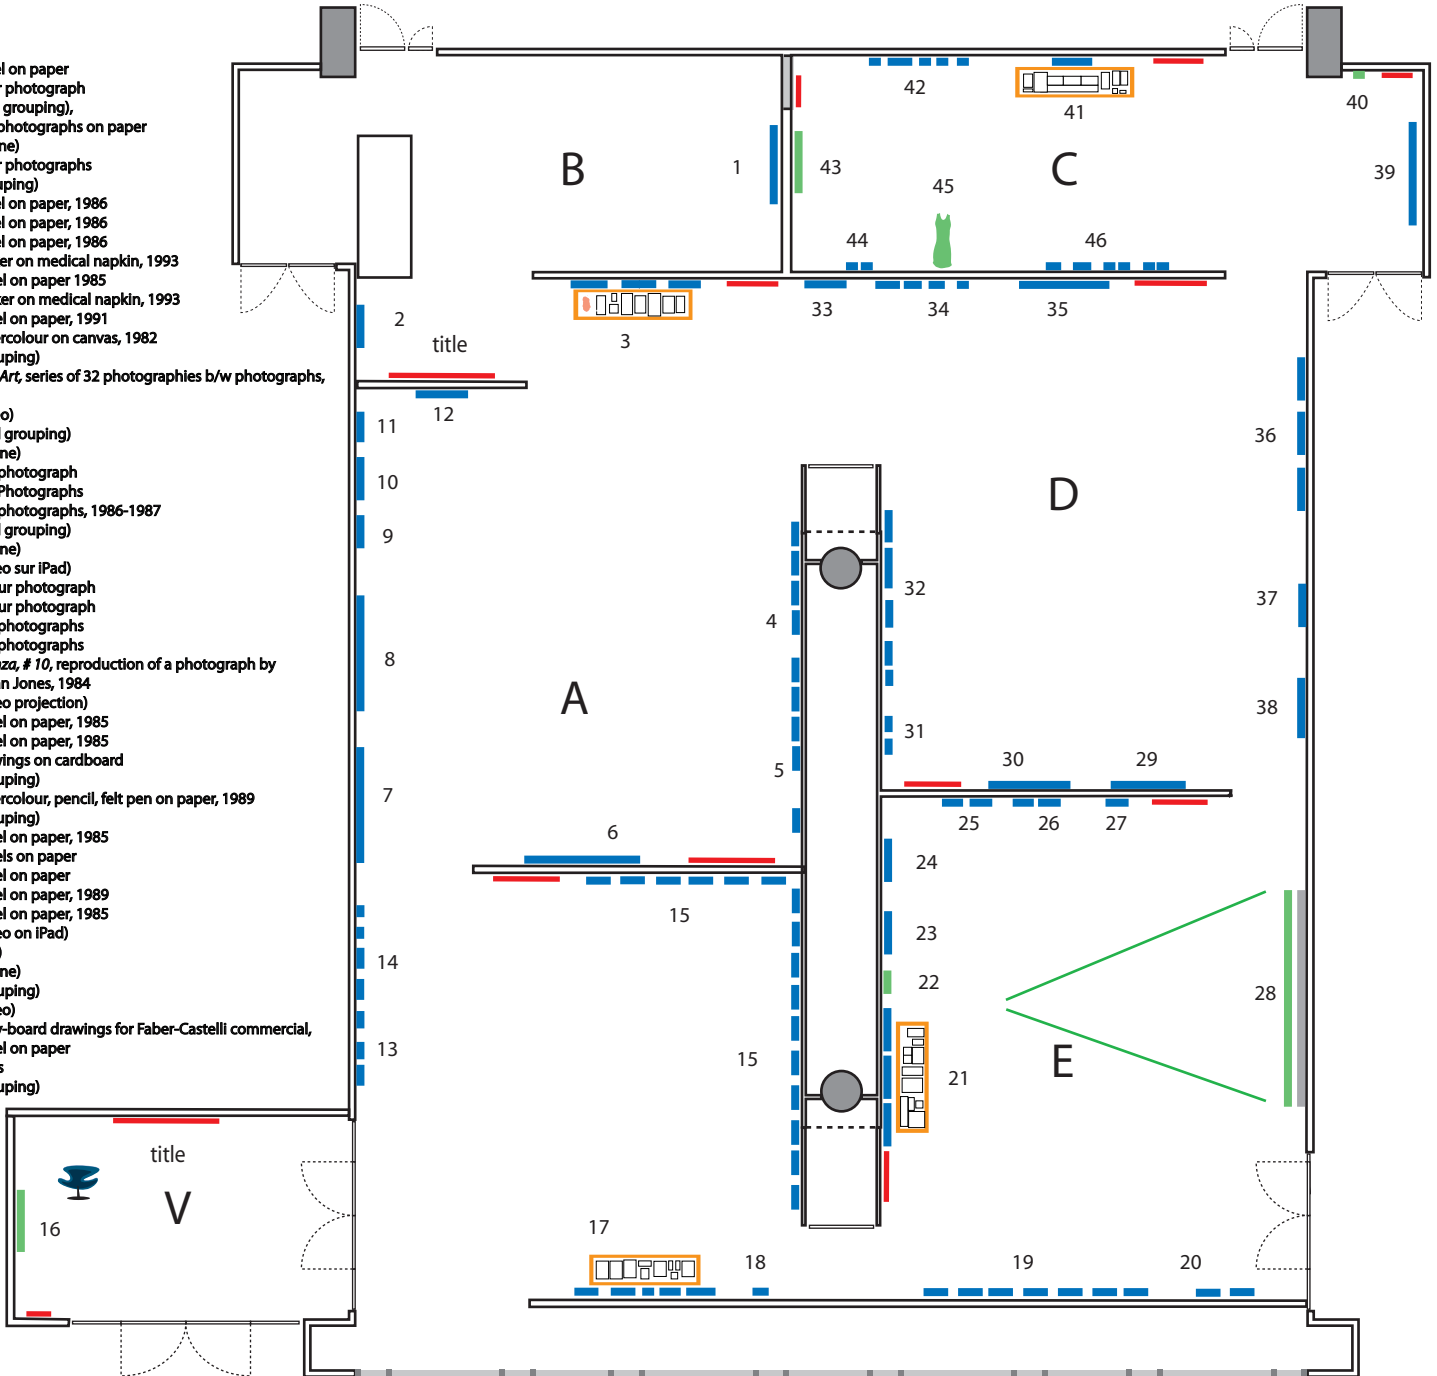 el on paper
r photograph
grouping),
photographs on paper
ne)
r photographs
uping)
el on paper, 1986
el on paper, 1986
el on paper, 1986
er on medical napkin, 1993
el on paper 1985
ter on medical napkin, 1993
el on paper, 1991
ercolour on canvas, 1982
uping)
Art, series of 32 photographies b/w photographs,
eo)
l grouping)
ne)
photograph
Photographs
photographs, 1986-1987
l grouping)
ne)
eo sur iPad)
ur photograph
ur photograph
photographs
photographs
nza, # 10, reproduction of a photograph by
an Jones, 1984
eo projection)
el on paper, 1985
el on paper, 1985
wings on cardboard
uping)
ercolour, pencil, felt pen on paper, 1989
uping)
el on paper, 1985
els on paper
el on paper
el on paper, 1989
el on paper, 1985
eo on iPad)
)
ne)
uping)
eo)
y-board drawings for Faber-Castelli commercial,
el on paper
s
uping)
42
41
40
B
1
43
C
39
45
44
46
2
33
34
35
3
title
12
11
36
10
D
9
32
37
4
8
A
38
31
5
30
29
7
25
26
27
6
24
15
23
14
22
28
13
15
E
21
title
V
16
17
18
19
20